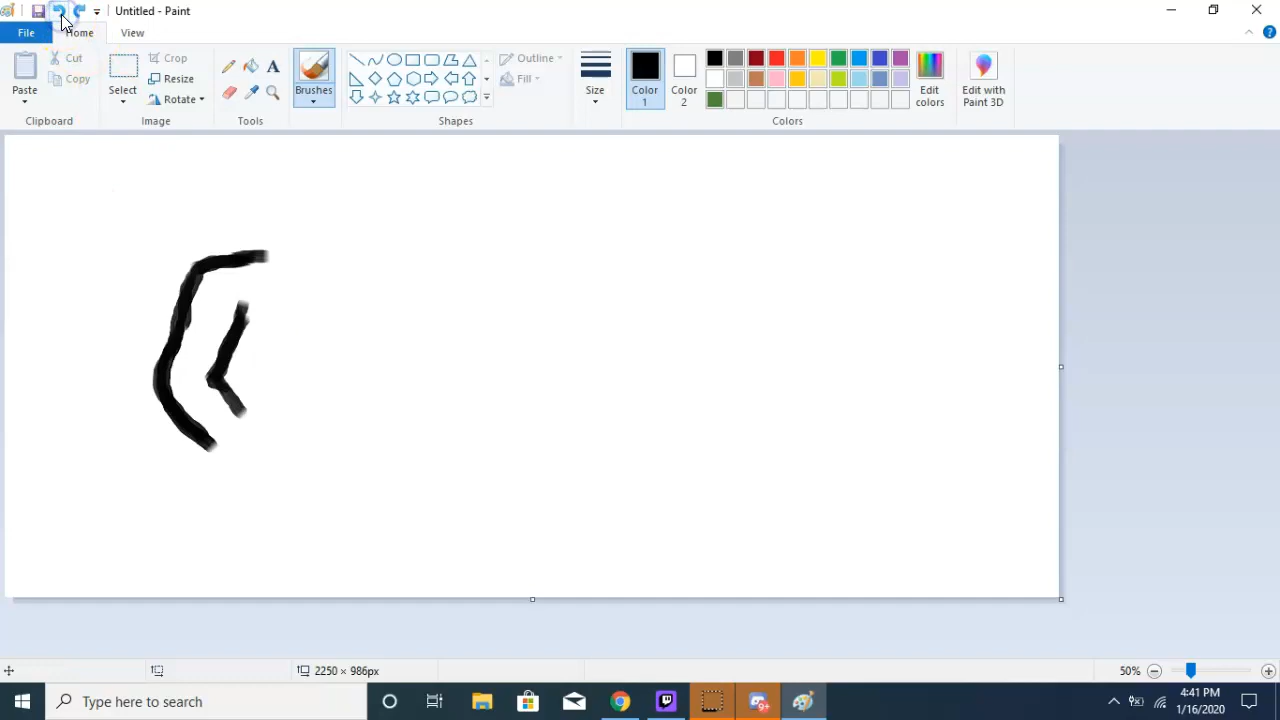 Untitled - Paint
File Home View
Cut
Copy
Paste
Clipboard
Crop
Resize
Rotate
Select
Image
A
Tools
Brushes
Outline
Fill
Shapes
Size
Color 1
Color 2
Edit colors
Colors
Edit with Paint 3D
2250 × 986px
50%
Type here to search
9+
4:41 PM
1/16/2020